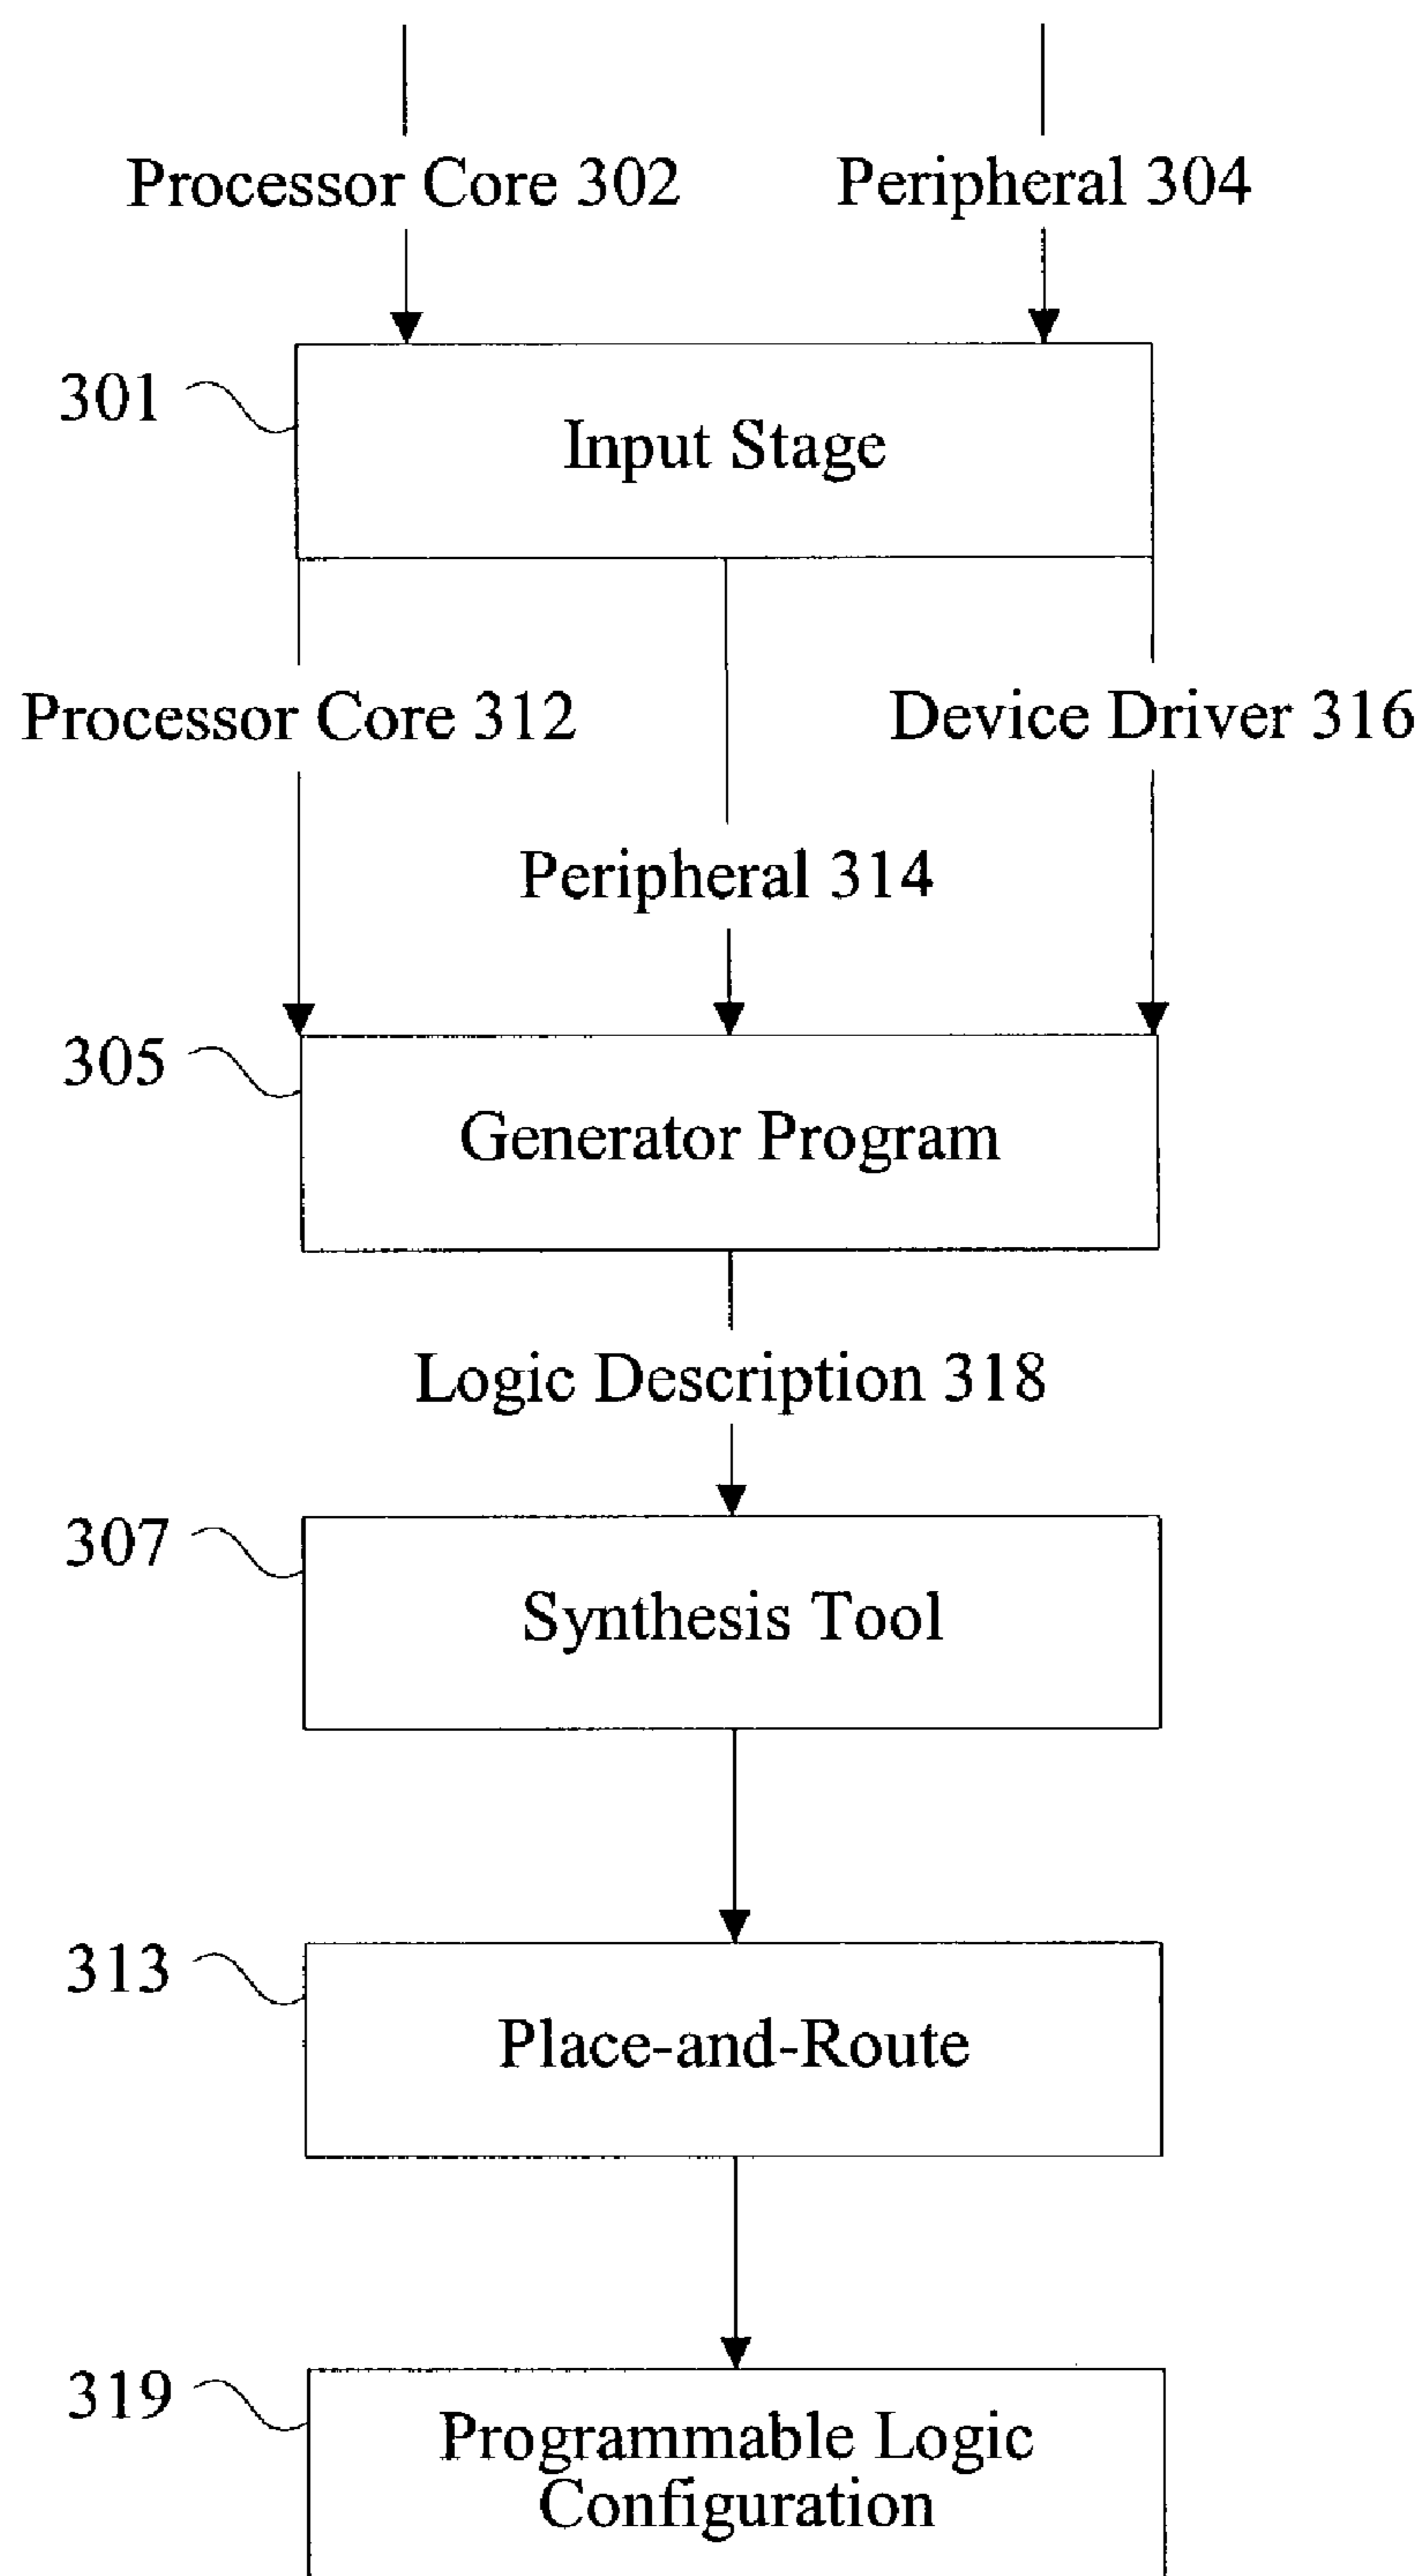 Processor Core 302
Peripheral 304
301
Input Stage
Processor Core 312
Device Driver 316
Peripheral 314
305
Generator Program
Logic Description 318
307
Synthesis Tool
313
Place-and-Route
319
Programmable Logic
Configuration